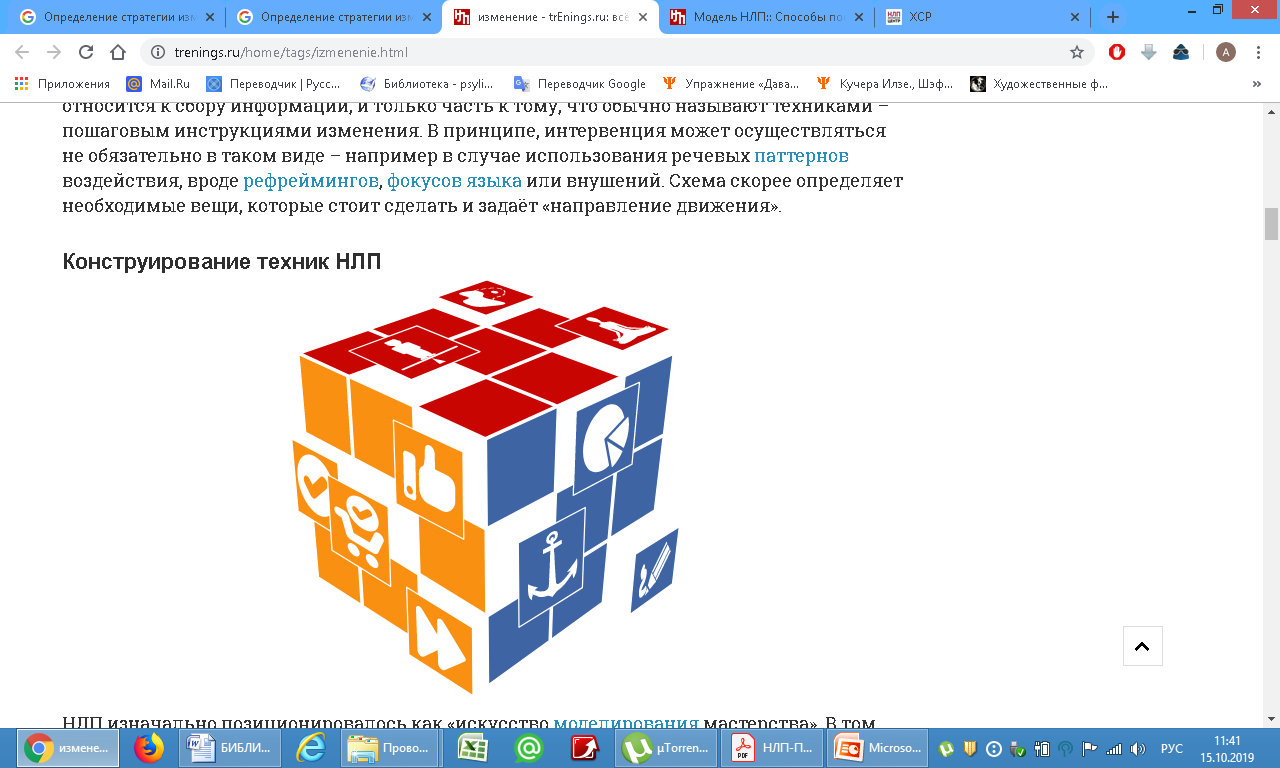 Определение стратегии изм
Определение стратегии изм
изменение - trEnings.ru: всё
Модель НЛП:: Способы по
НЛП ЦЕНТР
ХСР
trenings.ru/home/tags/izmenenie.html
A
Приложения
Mail.Ru
Переводчик | Русс...
Библиотека - psyli...
Переводчик Google
Упражнение «Дава...
Кучера Илзе., Шэф...
Художественные ф...
»
относится к сбору информации, и только часть к тому, что обычно называют техниками –
пошаговым инструкциями изменения. В принципе, интервенция может осуществляться
не обязательно в таком виде – например в случае использования речевых паттернов
воздействия, вроде рефреймингов, фокусов языка или внушений. Схема скорее определяет
необходимые вещи, которые стоит сделать и задаёт «направление движения».
Конструирование техник НЛП
НЛП изначально позиционировалось как «искусство моделирования мастерства». В том
измене...
БИБЛИ...
Прово...
µTorren...
НЛП-П...
Microso...
РУС
11:41
15.10.2019